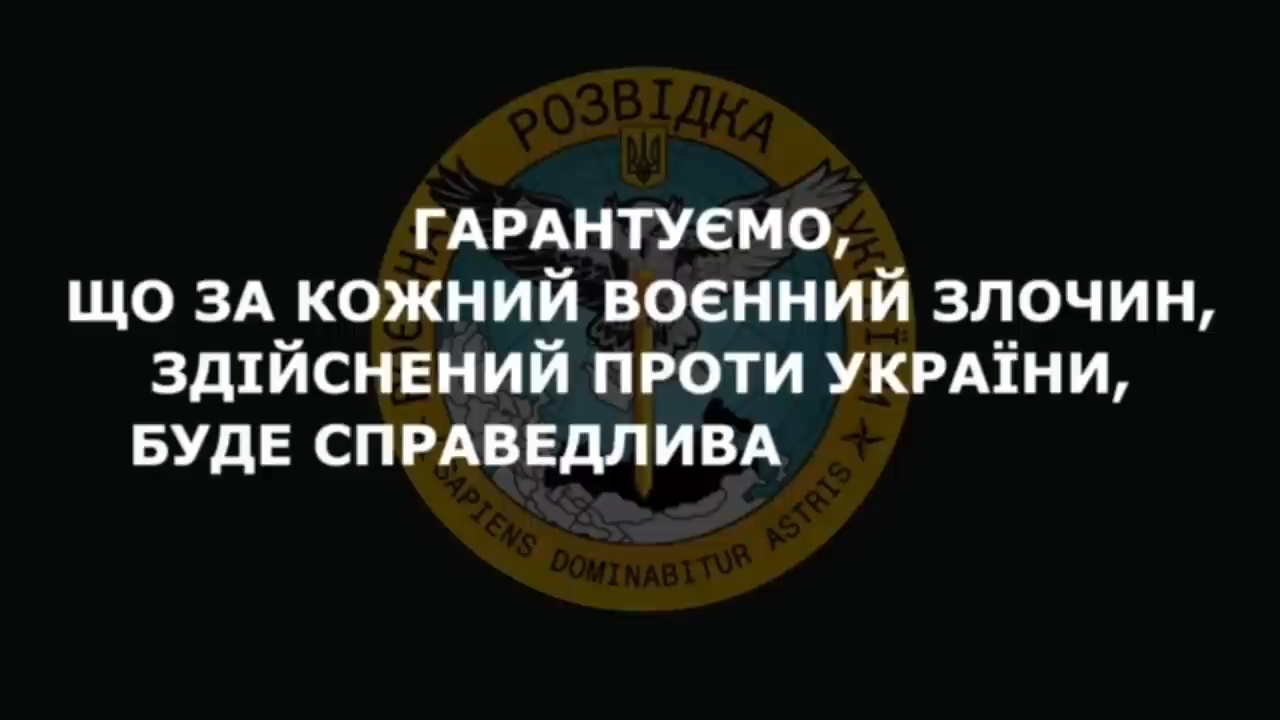 РОЗВІДКА
ГАРАНТУЄМО,
ЩО ЗА КОЖНИЙ ВОЄННИЙ ЗЛОЧИН,
ЗДІЙСНЕНИЙ ПРОТИ УКРАЇНИ,
БУДЕ СПРАВЕДЛИВА
SAPIENS DOMINABITUR ASTRIS